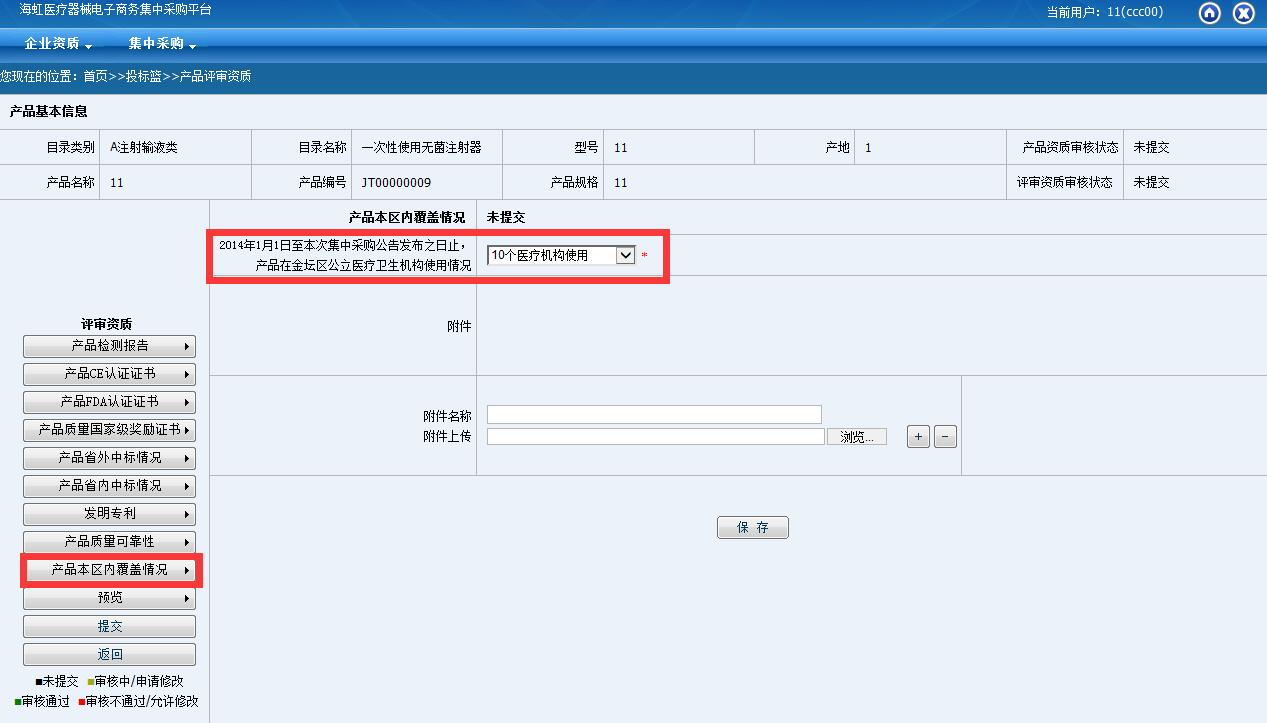 海虹医疗器械电子商务集中采购平台
当前用户：11(ccc00)
企业资质
集中采购
您现在的位置：首页>>投标篮>>产品评审资质
产品基本信息
目录类别 A注射输液类 目录名称 一次性使用无菌注射器 型号 11 产地 1 产品资质审核状态 未提交
产品名称 11 产品编号 JT00000009 产品规格 11 评审资质审核状态 未提交
产品本区内覆盖情况 未提交
2014年1月1日至本次集中采购公告发布之日止，
产品在金坛区公立医疗卫生机构使用情况
10个医疗机构使用 *
附件
附件名称
附件上传 浏览... + -
保 存
评审资质
产品检测报告
产品CE认证证书
产品FDA认证证书
产品质量国家级奖励证书
产品省外中标情况
产品省内中标情况
发明专利
产品质量可靠性
产品本区内覆盖情况
预览
提交
返回
■未提交 ■审核中/申请修改
■审核通过 ■审核不通过/允许修改